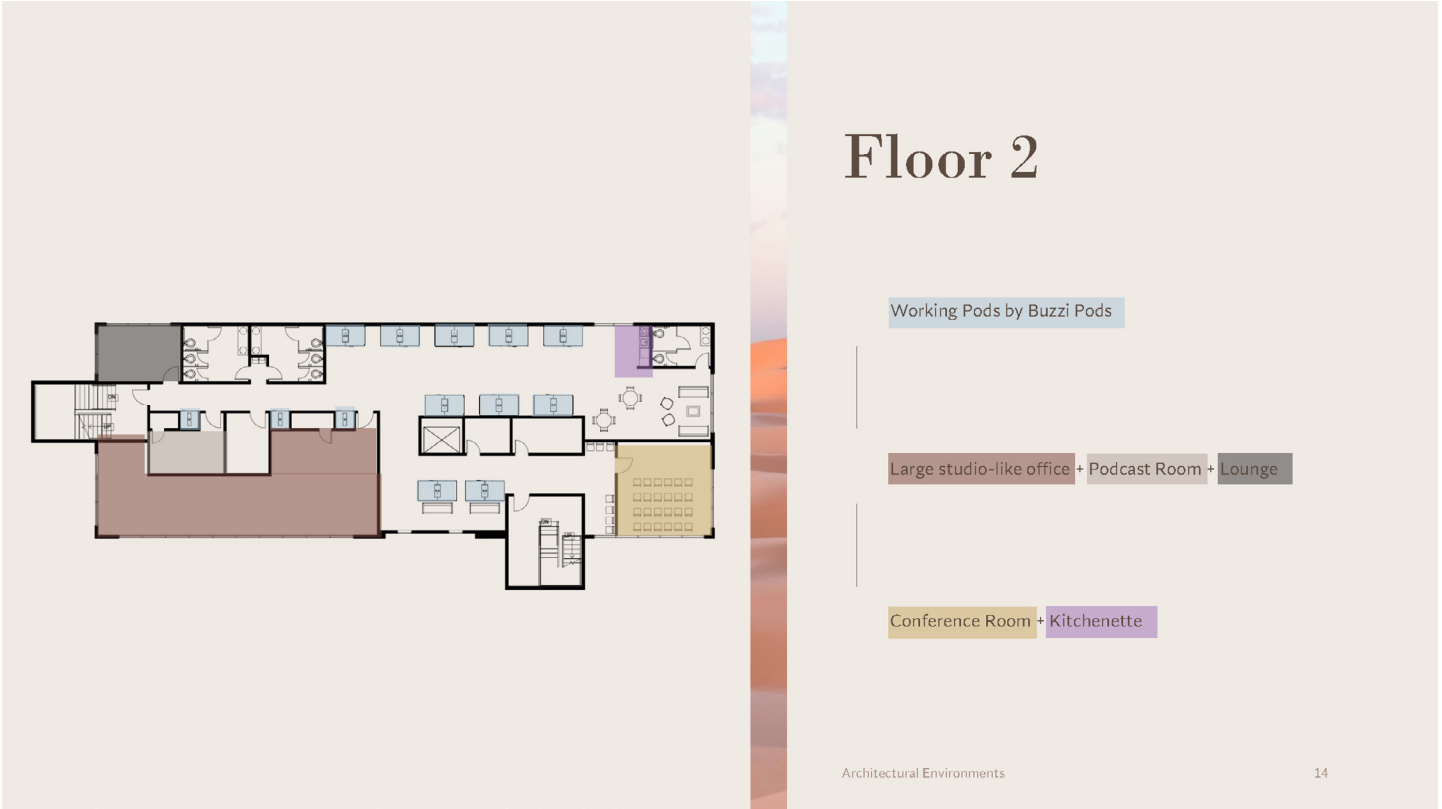 Floor 2
Working Pods by Buzzi Pods
Large studio-like office + Podcast Room + Lounge
Conference Room + Kitchenette
Architectural Environments
14